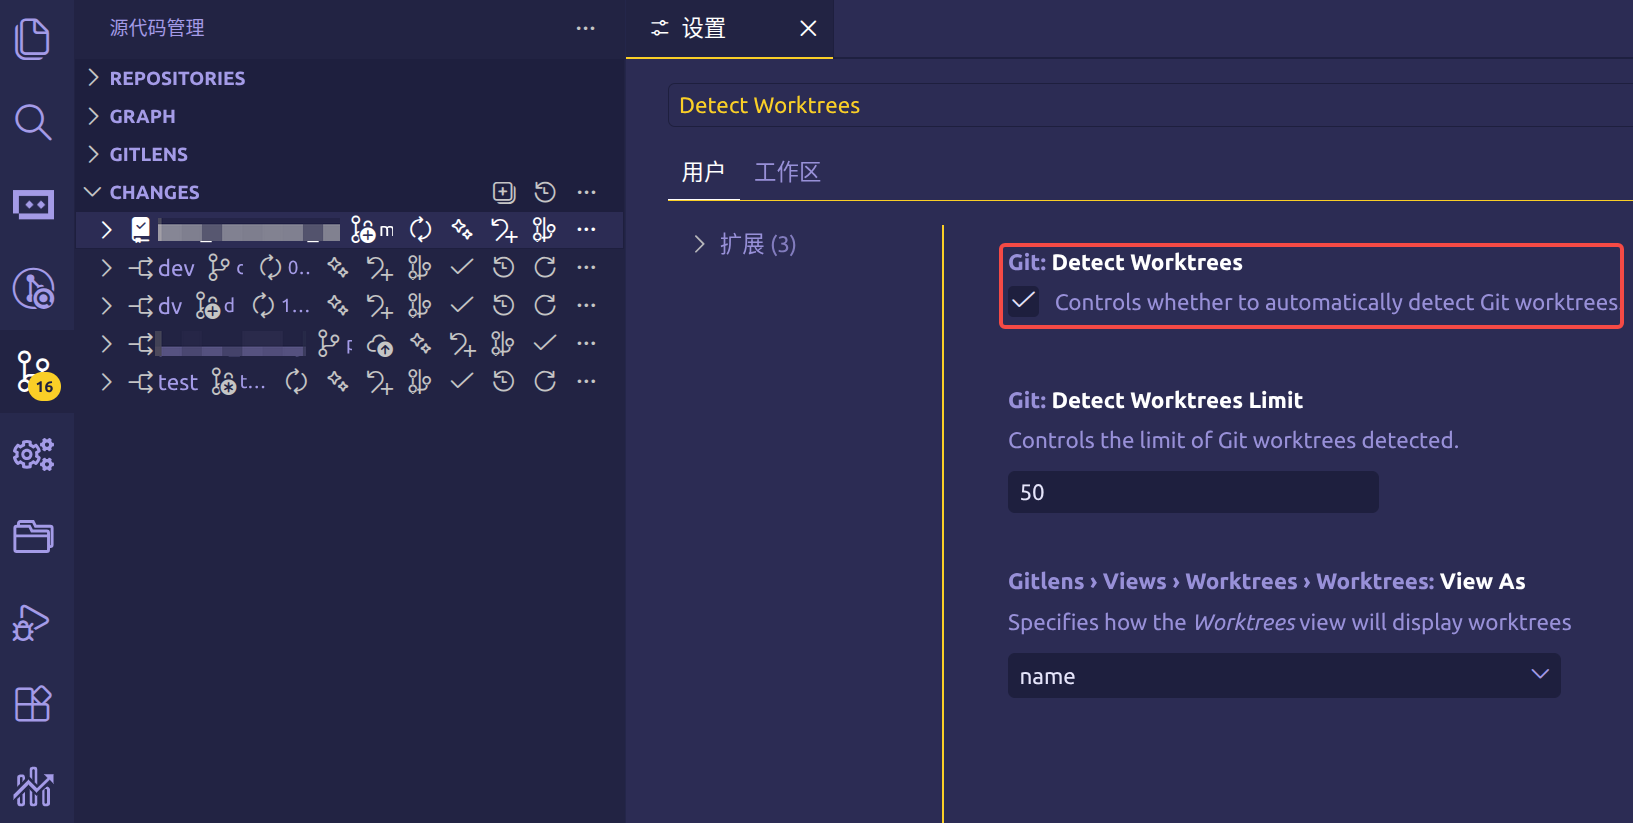 源代码管理
REPOSITORIES
GRAPH
GITLENS
CHANGES
m
dev 0..
dv d 1...
test t...
16
设置
Detect Worktrees
用户 工作区
扩展 (3)
Git: Detect Worktrees
Controls whether to automatically detect Git worktrees
Git: Detect Worktrees Limit
Controls the limit of Git worktrees detected.
50
Gitlens › Views › Worktrees › Worktrees: View As
Specifies how the Worktrees view will display worktrees
name